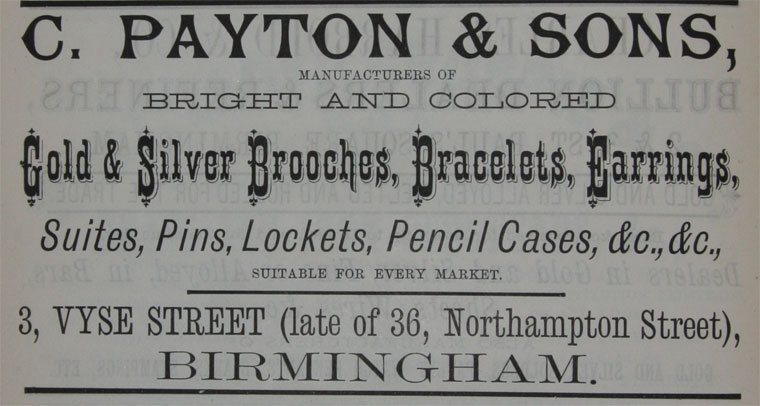 C. PAYTON & SONS,
MANUFACTURERS OF
BRIGHT AND COLORED
Gold & Silver Brooches, Bracelets, Earrings,
Suites, Pins, Lockets, Pencil Cases, &c., &c.,
SUITABLE FOR EVERY MARKET.
3, VYSE STREET (late of 36, Northampton Street),
BIRMINGHAM.